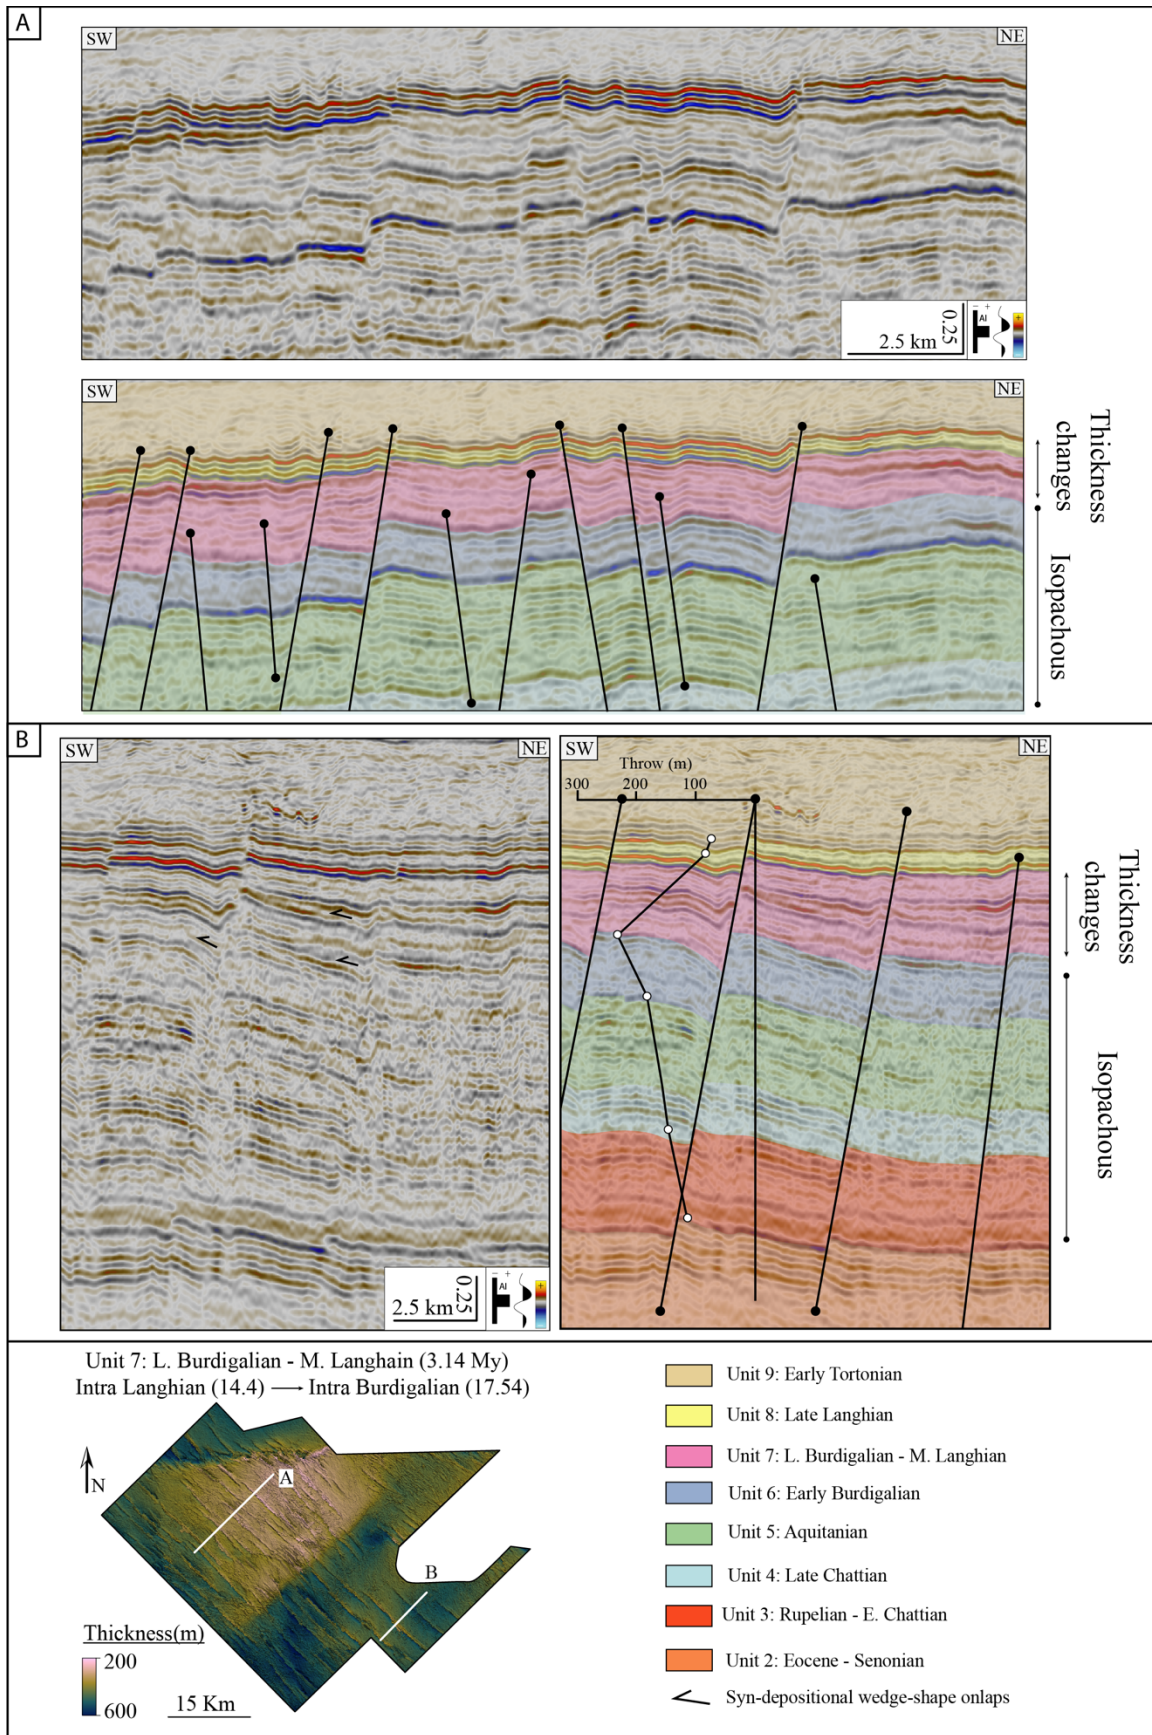 A
SW
NE
0.25
2.5 km
- +
AI
+
SW
NE
Thickness
changes
Isopachous
B
SW
NE
0.25
2.5 km
- +
AI
+
SW
NE
Throw (m)
300 200 100
Thickness
changes
Isopachous
Unit 7: L. Burdigalian - M. Langhain (3.14 My)
Intra Langhian (14.4) → Intra Burdigalian (17.54)
N
A
B
Thickness(m)
200
600
15 Km
Unit 9: Early Tortonian
Unit 8: Late Langhian
Unit 7: L. Burdigalian - M. Langhian
Unit 6: Early Burdigalian
Unit 5: Aquitanian
Unit 4: Late Chattian
Unit 3: Rupelian - E. Chattian
Unit 2: Eocene - Senonian
Syn-depositional wedge-shape onlaps